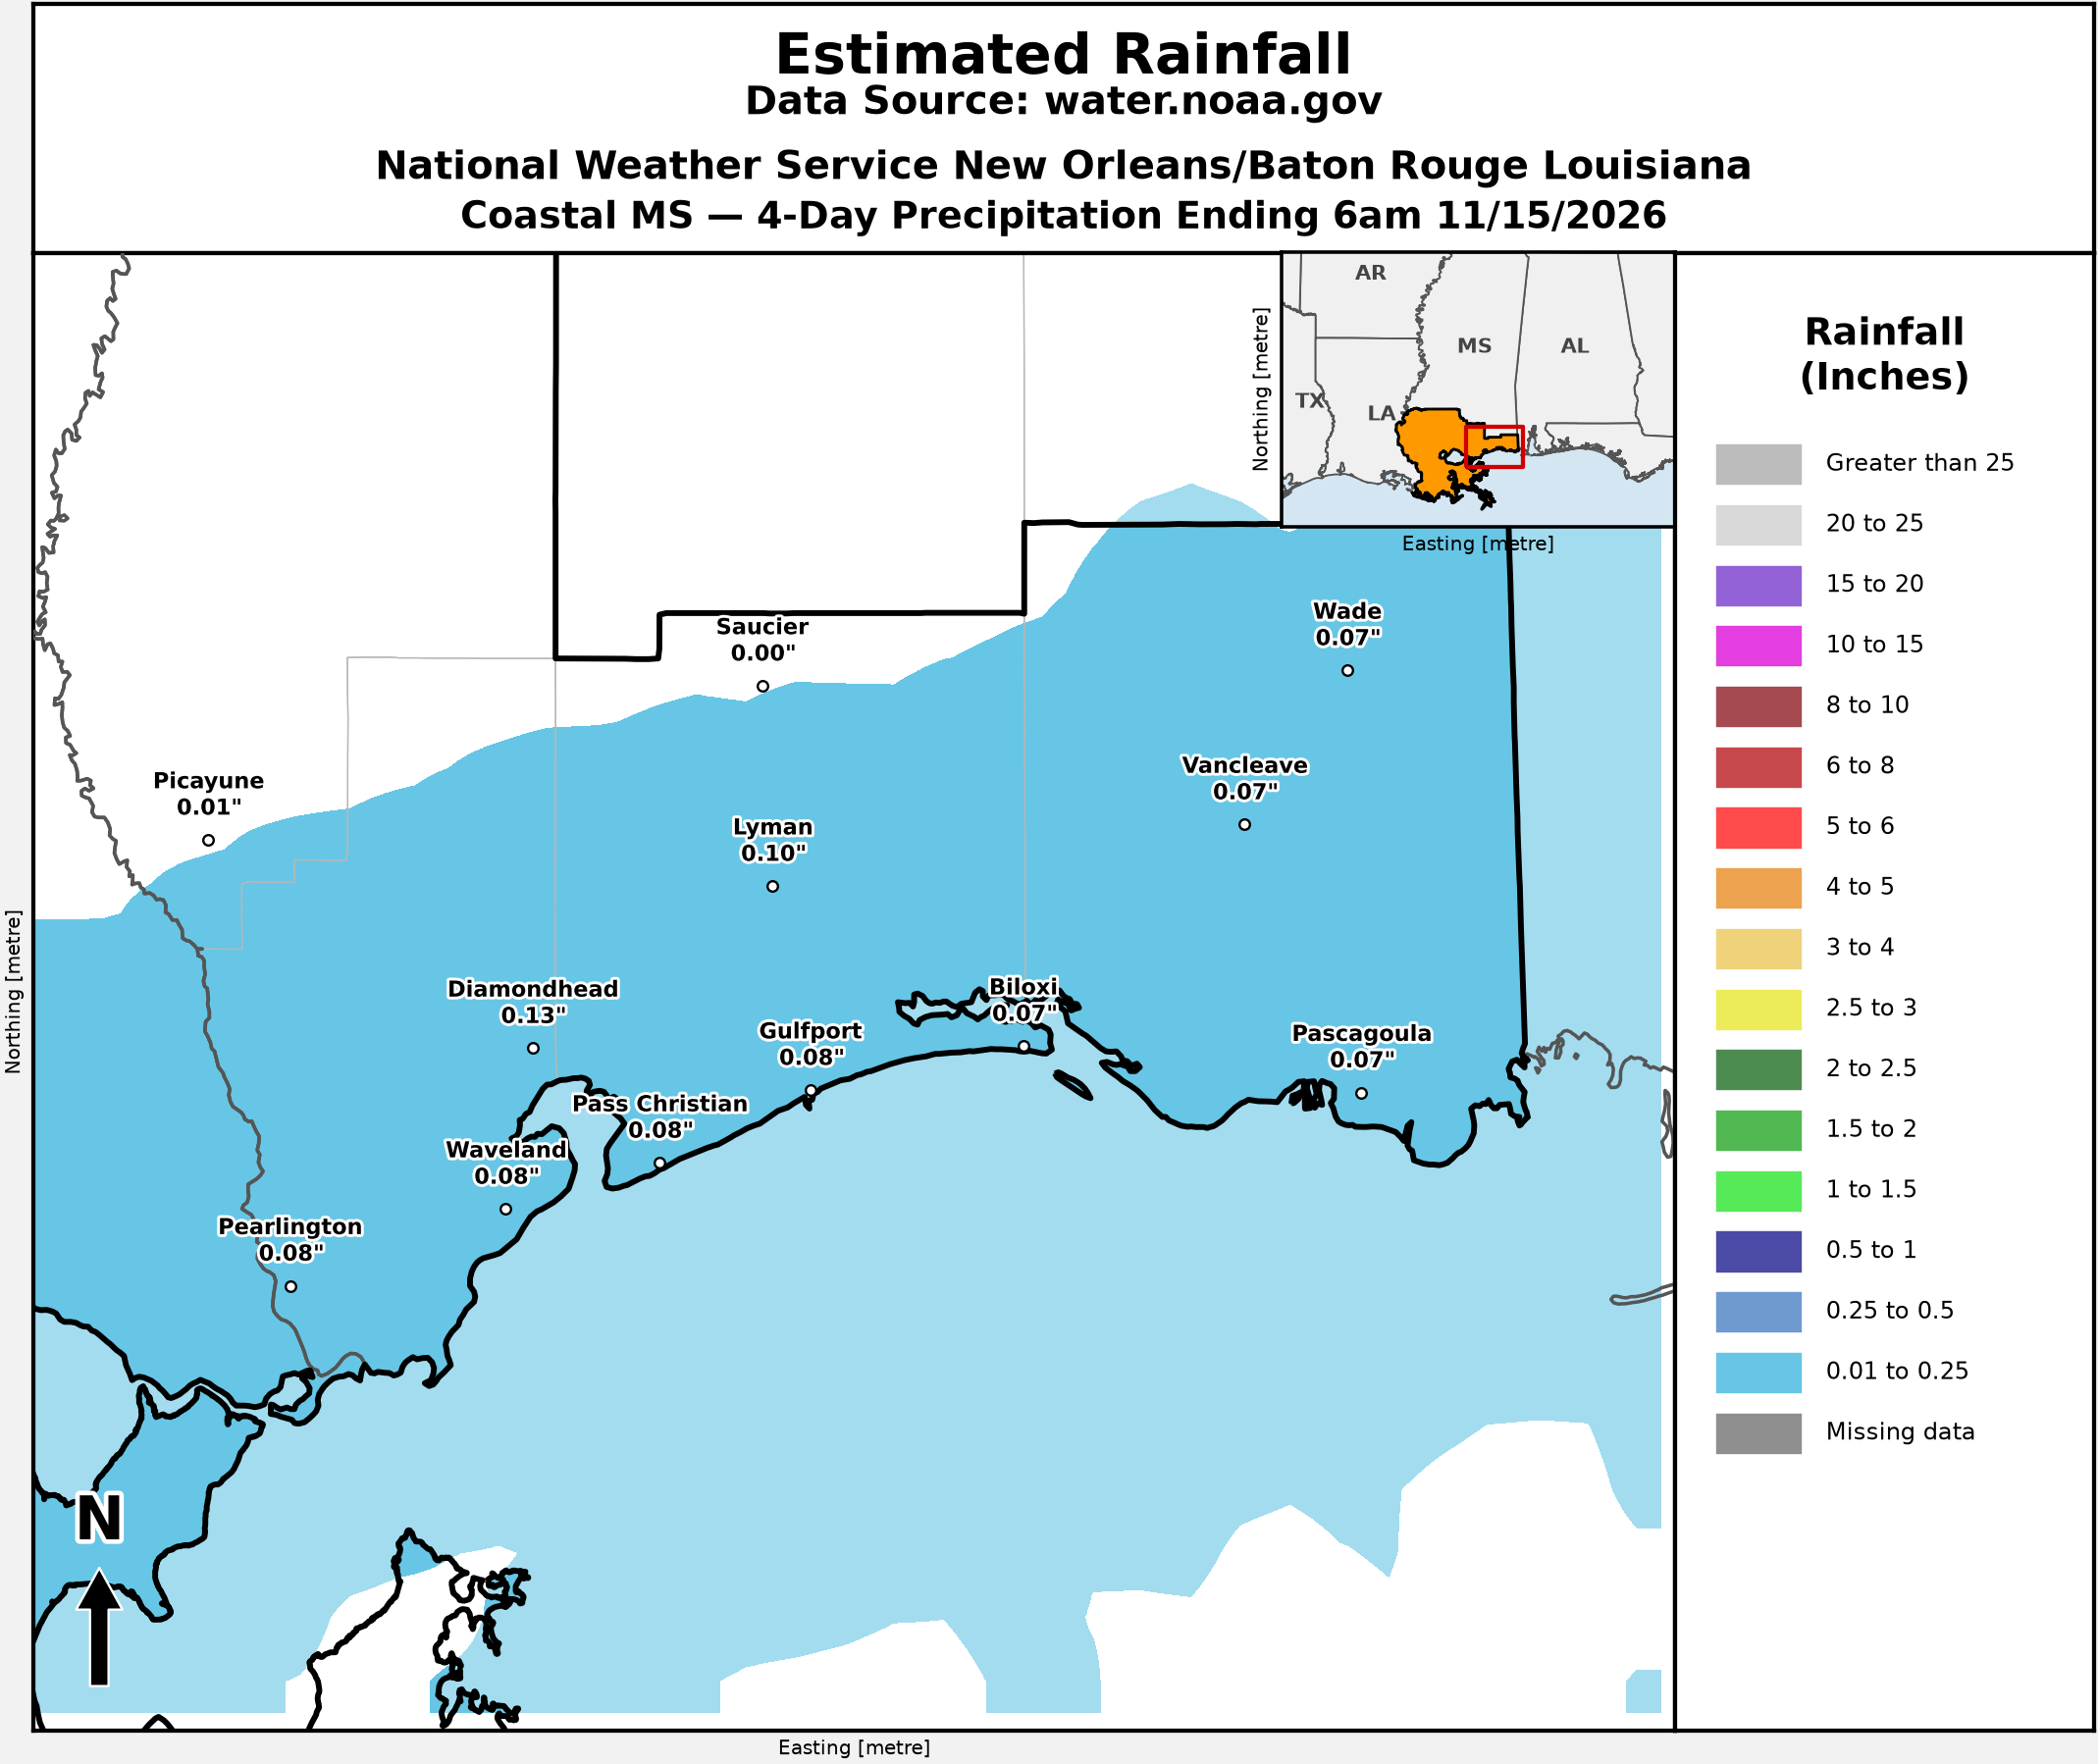 Estimated Rainfall
Data Source: water.noaa.gov
National Weather Service New Orleans/Baton Rouge Louisiana
Coastal MS — 4-Day Precipitation Ending 6am 11/15/2026
AR
MS
AL
TX
LA
Northing [metre]
Easting [metre]
Saucier
0.00"
Wade
0.07"
Picayune
0.01"
Vancleave
0.07"
Lyman
0.10"
Diamondhead
0.13"
Biloxi
0.07"
Gulfport
0.08"
Pascagoula
0.07"
Pass Christian
0.08"
Waveland
0.08"
Pearlington
0.08"
N
Northing [metre]
Easting [metre]
Rainfall
(Inches)
Greater than 25
20 to 25
15 to 20
10 to 15
8 to 10
6 to 8
5 to 6
4 to 5
3 to 4
2.5 to 3
2 to 2.5
1.5 to 2
1 to 1.5
0.5 to 1
0.25 to 0.5
0.01 to 0.25
Missing data